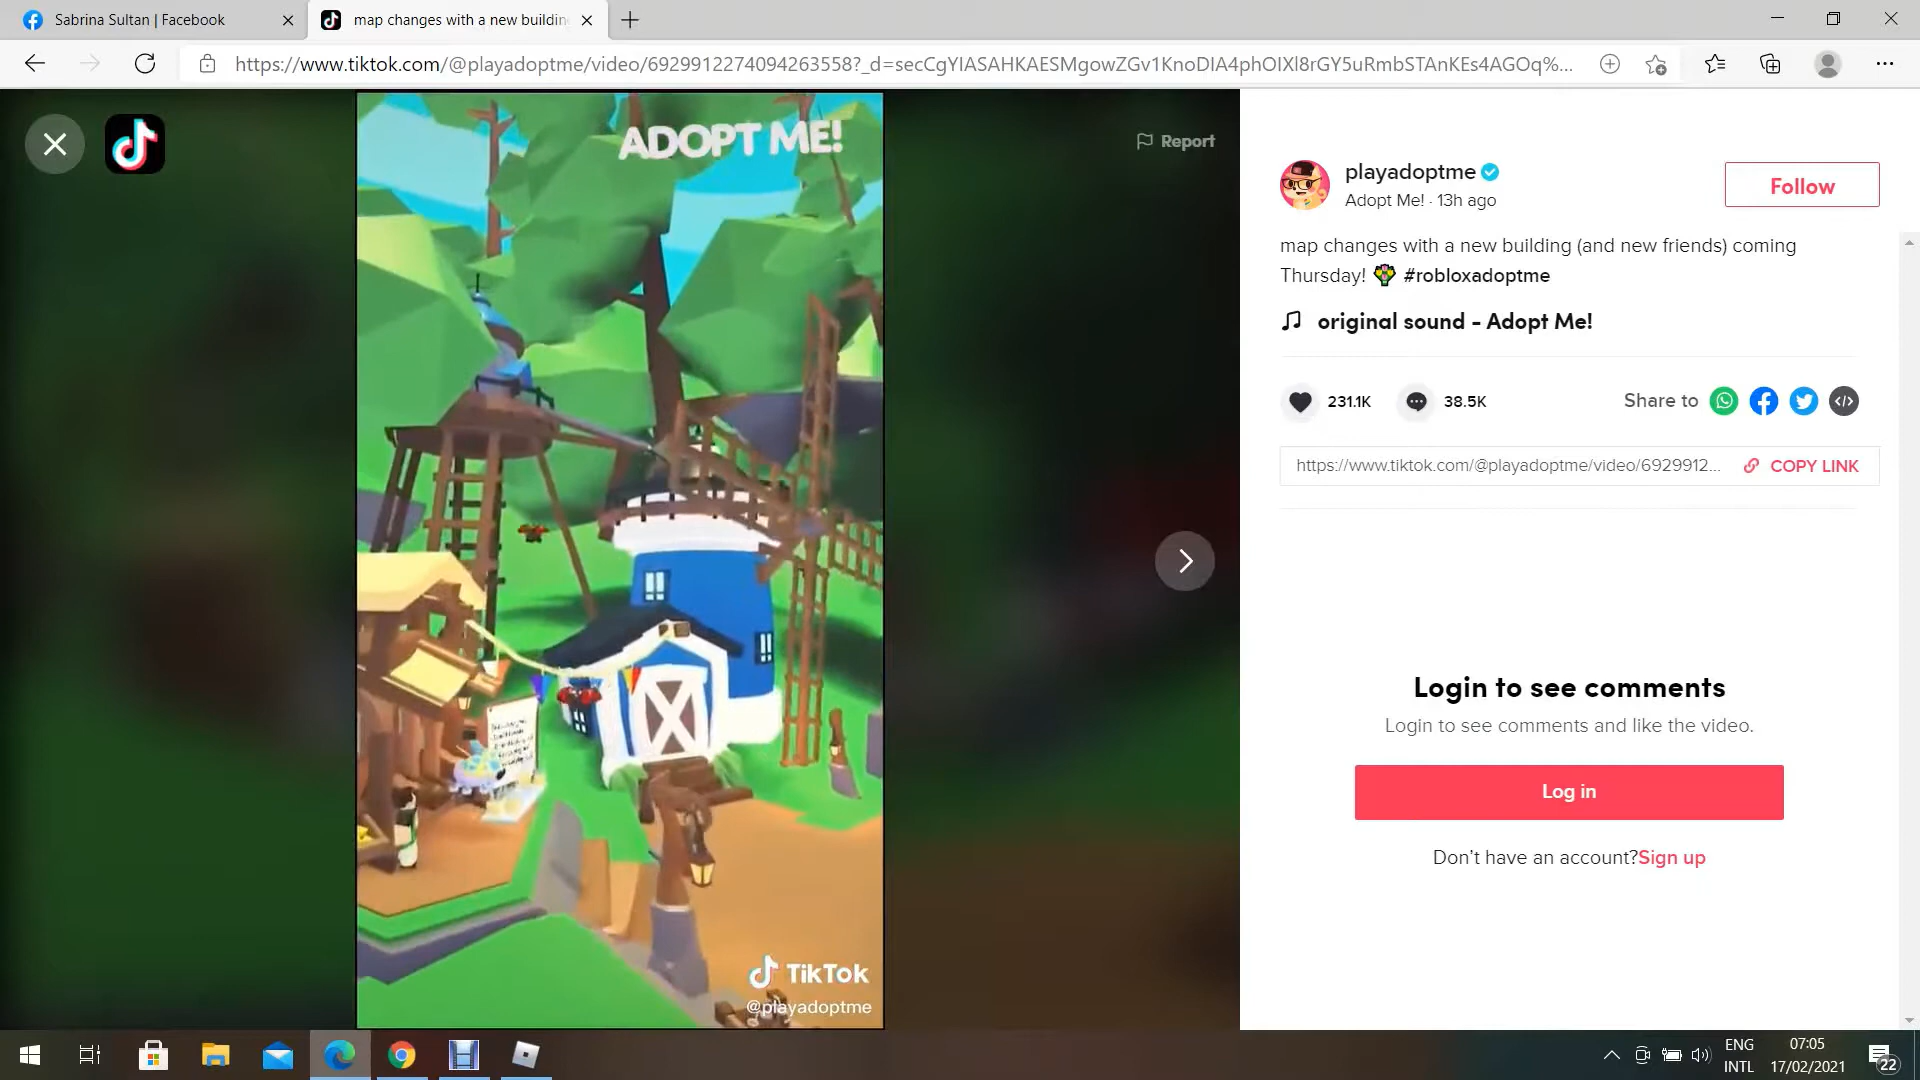 Sabrina Sultan | Facebook
map changes with a new buildin
https://www.tiktok.com/@playadoptme/video/6929912274094263558?_d=secCgYIASAHKAESMgowZGv1KnoDIA4phOIXl8rGY5uRmbSTAnKEs4AGOq%...
ADOPT ME!
Report
playadoptme
Adopt Me! · 13h ago
Follow
map changes with a new building (and new friends) coming
Thursday! #robloxadoptme
original sound - Adopt Me!
231.1K
38.5K
Share to
https://www.tiktok.com/@playadoptme/video/6929912...
COPY LINK
Login to see comments
Login to see comments and like the video.
Log in
Don't have an account?Sign up
TikTok
@playadoptme
ENG
INTL
07:05
17/02/2021
22